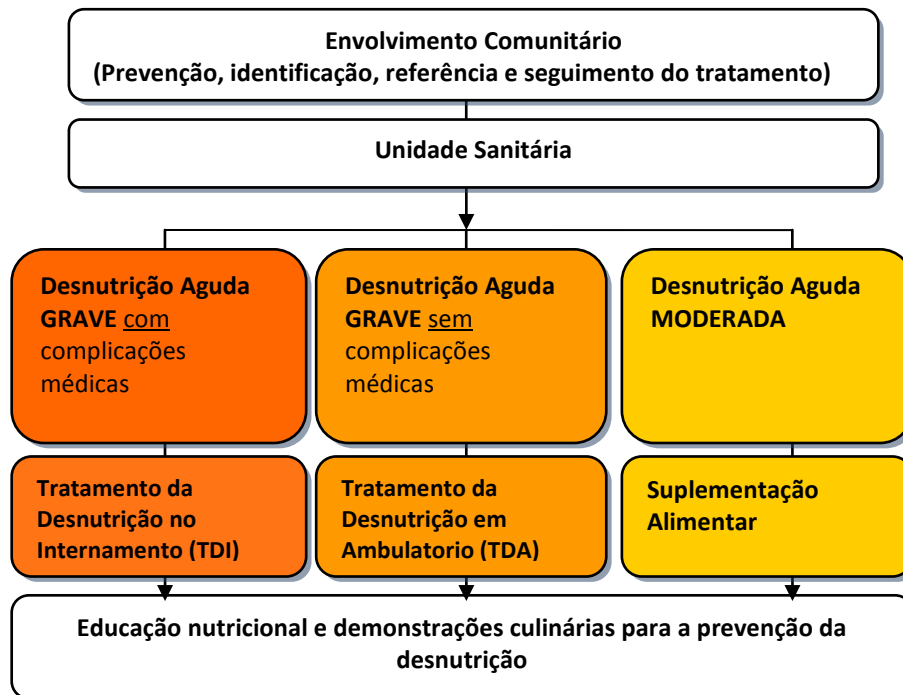 Envolvimento Comunitário
(Prevenção, identificação, referência e seguimento do tratamento)
Unidade Sanitária
Desnutrição Aguda
GRAVE com
complicações
médicas
Desnutrição Aguda
GRAVE sem
complicações
médicas
Desnutrição Aguda
MODERADA
Tratamento da
Desnutrição no
Internamento (TDI)
Tratamento da
Desnutrição em
Ambulatorio (TDA)
Suplementação
Alimentar
Educação nutricional e demonstrações culinárias para a prevenção da
desnutrição